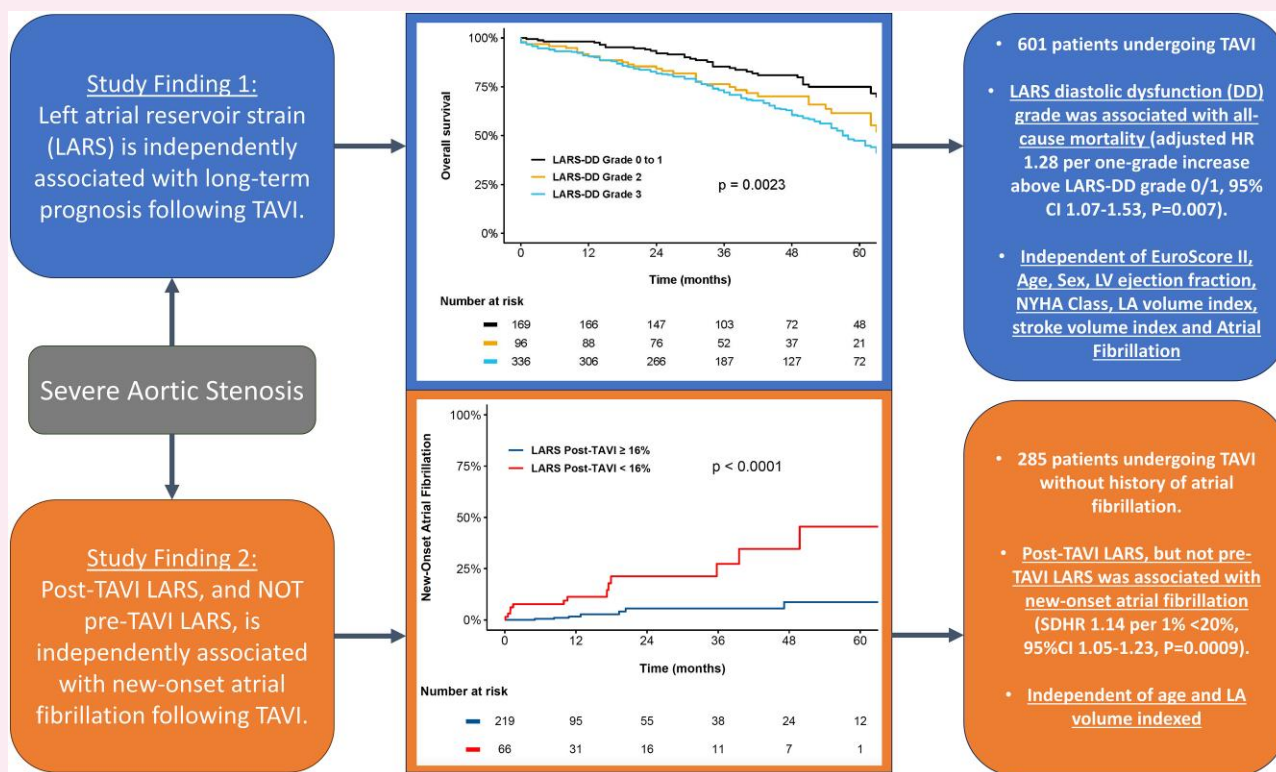 Study Finding 1:
Left atrial reservoir strain
(LARS) is independently
associated with long-term
prognosis following TAVI.
Severe Aortic Stenosis
Study Finding 2:
Post-TAVI LARS, and NOT
pre-TAVI LARS, is
independently associated
with new-onset atrial
fibrillation following TAVI.
Overall survival
100%
75%
50%
25%
0%
LARS-DD Grade 0 to 1
LARS-DD Grade 2
LARS-DD Grade 3
p = 0.0023
0 12 24 36 48 60
Time (months)
Number at risk
169 166 147 103 72 48
96 88 76 52 37 21
336 306 266 187 127 72
New-Onset Atrial Fibrillation
100%
75%
50%
25%
0%
LARS Post-TAVI ≥ 16%
LARS Post-TAVI < 16%
p < 0.0001
0 12 24 36 48 60
Time (months)
Number at risk
219 95 55 38 24 12
66 31 16 11 7 1
• 601 patients undergoing TAVI
• LARS diastolic dysfunction (DD)
grade was associated with all-
cause mortality (adjusted HR
1.28 per one-grade increase
above LARS-DD grade 0/1, 95%
CI 1.07-1.53, P=0.007).
• Independent of EuroScore II,
Age, Sex, LV ejection fraction,
NYHA Class, LA volume index,
stroke volume index and Atrial
Fibrillation
• 285 patients undergoing TAVI
without history of atrial
fibrillation.
• Post-TAVI LARS, but not pre-
TAVI LARS was associated with
new-onset atrial fibrillation
(SDHR 1.14 per 1% <20%,
95%CI 1.05-1.23, P=0.0009).
• Independent of age and LA
volume indexed